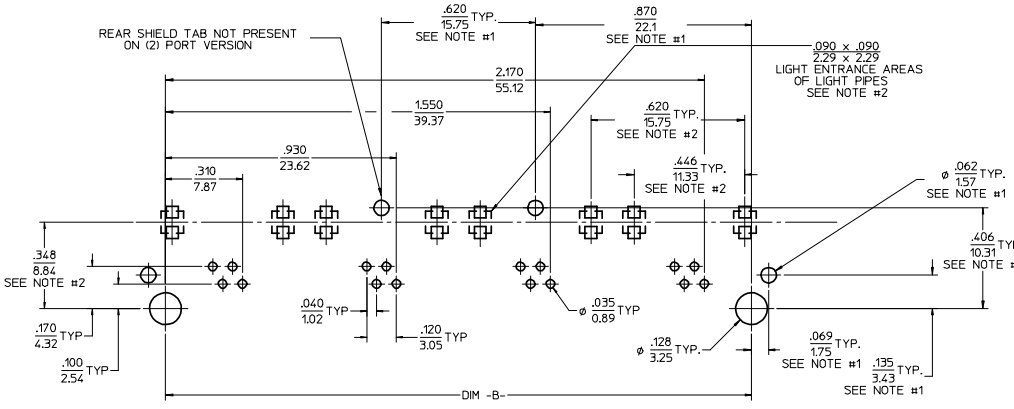 .620 TYP.
15.75
SEE NOTE #1
.870
22.1
SEE NOTE #1
REAR SHIELD TAB NOT PRESENT
ON (2) PORT VERSION
.090 x .090
2.29 x 2.29
LIGHT ENTRANCE AREAS
OF LIGHT PIPES
SEE NOTE #2
2.170
55.12
1.550
39.37
.620 TYP.
15.75
SEE NOTE #2
.930
23.62
.446 TYP.
11.33
SEE NOTE #2
.310
7.87
ø .062 TYP.
1.57
SEE NOTE #1
.348
8.84
SEE NOTE #2
.406 TY
10.31
SEE NOTE #
.040 TYP
1.02
.120 TYP
3.05
ø .035 TYP
0.89
.170 TYP
4.32
.100 TYP
2.54
ø .128 TYP.
3.25
.069 TYP.
1.75
SEE NOTE #1
.135 TYP.
3.43
SEE NOTE #1
DIM -B-